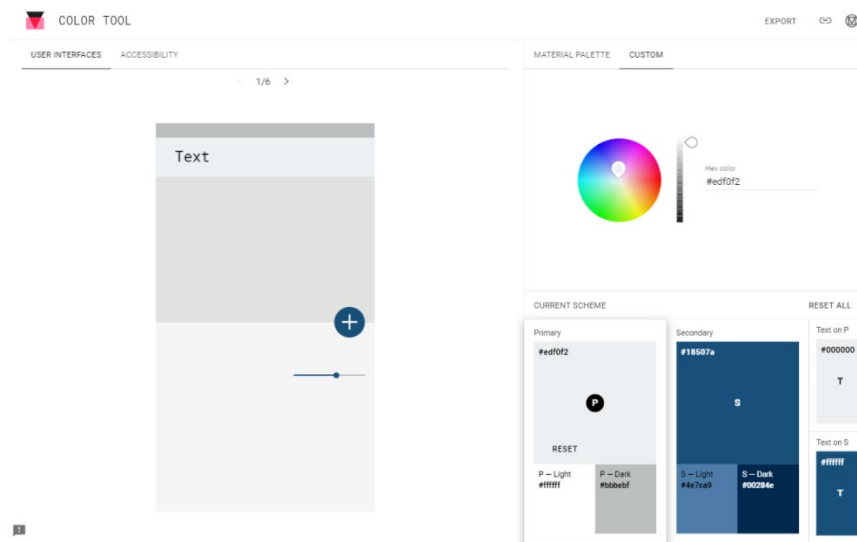 COLOR TOOL
EXPORT
USER INTERFACES ACCESSIBILITY
1/6
Text
MATERIAL PALETTE CUSTOM
Hex color
#edf0f2
CURRENT SCHEME
RESET ALL
Primary
#edf0f2
P
RESET
P — Light
#ffffff
P — Dark
#bbbebf
Secondary
#18507a
S
S — Light
#4e7ca9
S — Dark
#00284e
Text on P
#000000
T
Text on S
#ffffff
T